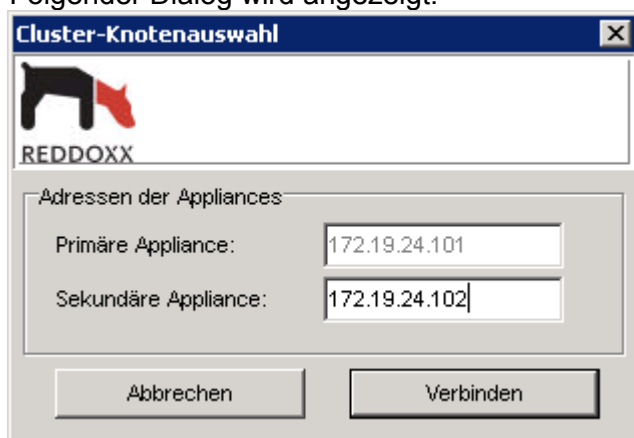 Folgender Dialog wird angezeigt:
Cluster-Knotenauswahl
REDDOXX
Adressen der Appliances
Primäre Appliance: 172.19.24.101
Sekundäre Appliance: 172.19.24.102
Abbrechen Verbinden